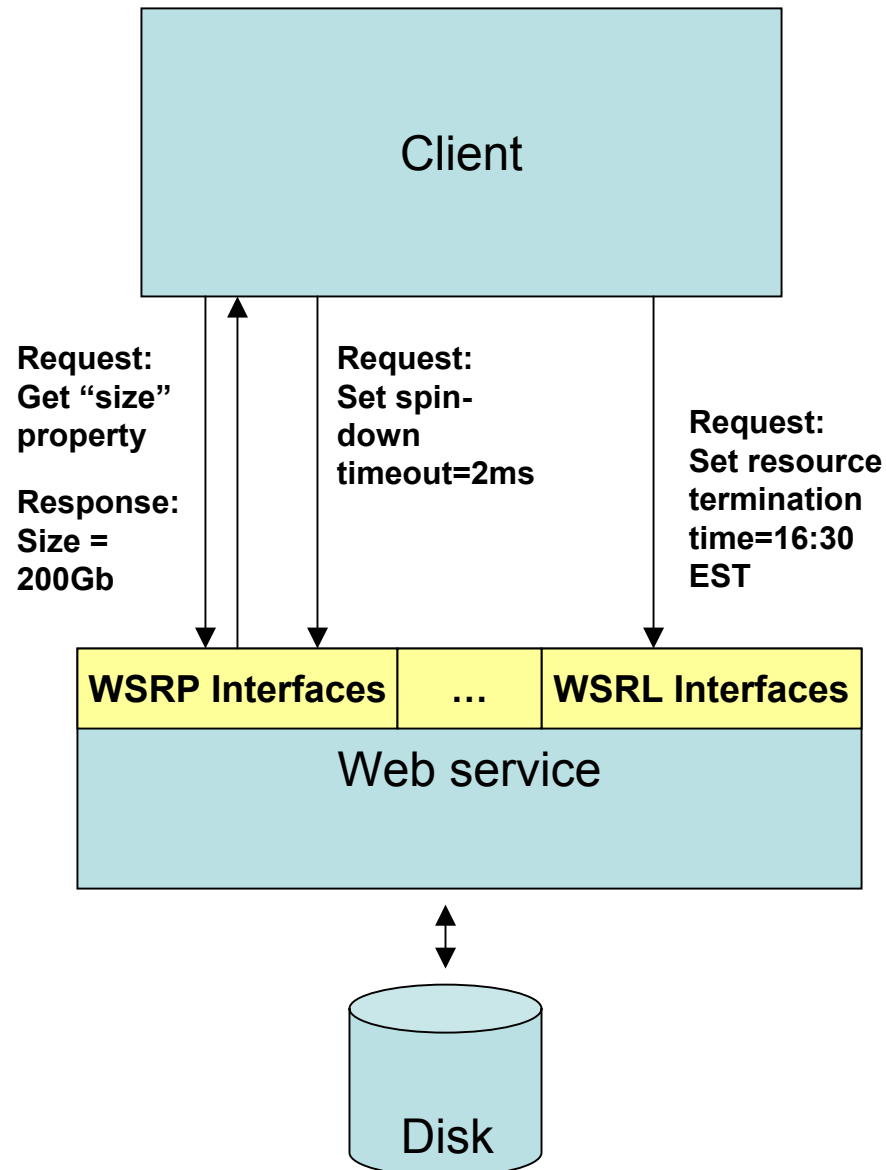 Client
Request:
Get “size”
property
Response:
Size =
200Gb
Request:
Set spin-
down
timeout=2ms
Request:
Set resource
termination
time=16:30
EST
WSRP Interfaces
...
WSRL Interfaces
Web service
Disk